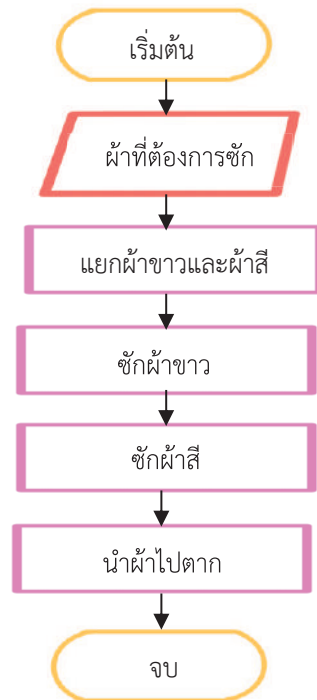 เริ่มต้น
ผ้าที่ต้องการซัก
แยกผ้าขาวและผ้าสี
ซักผ้าขาว
ซักผ้าสี
นำผ้าไปตาก
จบ